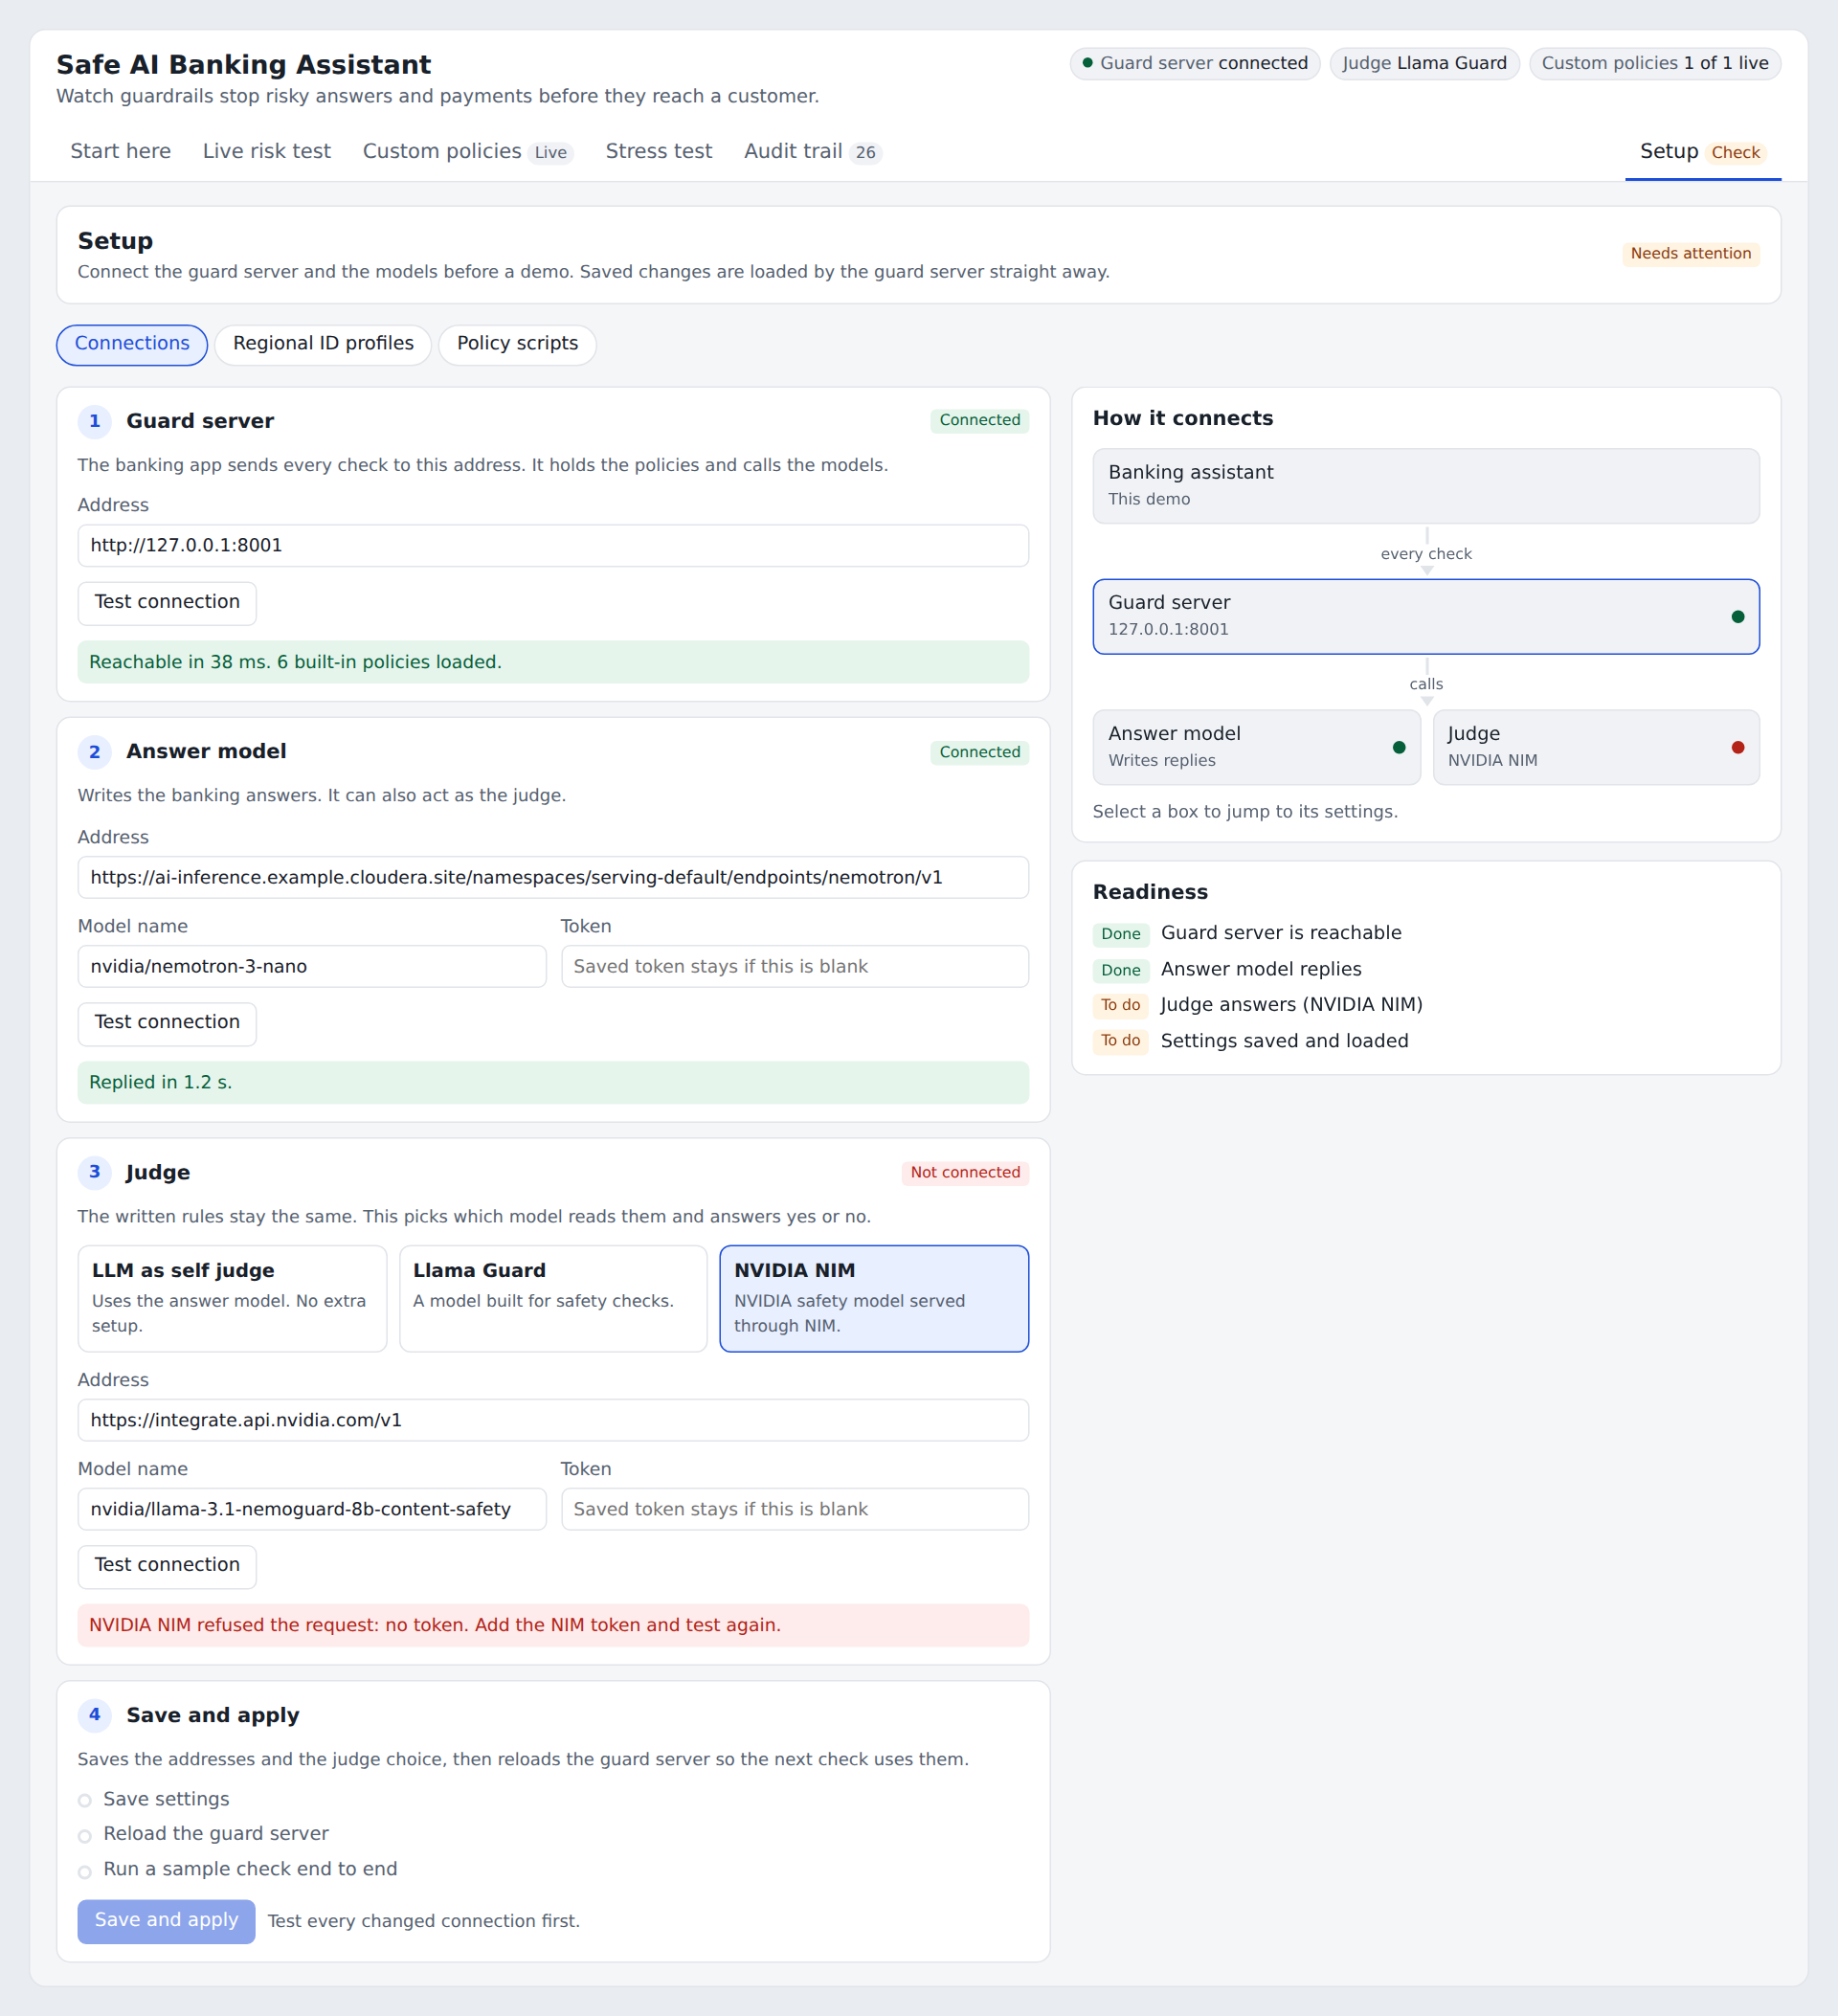 Safe AI Banking Assistant
Watch guardrails stop risky answers and payments before they reach a customer.
Guard server connected
Judge Llama Guard
Custom policies 1 of 1 live
Start here
Live risk test
Custom policies Live
Stress test
Audit trail 26
Setup Check
Setup
Connect the guard server and the models before a demo. Saved changes are loaded by the guard server straight away.
Needs attention
Connections
Regional ID profiles
Policy scripts
1 Guard server
Connected
The banking app sends every check to this address. It holds the policies and calls the models.
Address
http://127.0.0.1:8001
Test connection
Reachable in 38 ms. 6 built-in policies loaded.
2 Answer model
Connected
Writes the banking answers. It can also act as the judge.
Address
https://ai-inference.example.cloudera.site/namespaces/serving-default/endpoints/nemotron/v1
Model name
nvidia/nemotron-3-nano
Token
Saved token stays if this is blank
Test connection
Replied in 1.2 s.
3 Judge
Not connected
The written rules stay the same. This picks which model reads them and answers yes or no.
LLM as self judge
Uses the answer model. No extra
setup.
Llama Guard
A model built for safety checks.
NVIDIA NIM
NVIDIA safety model served
through NIM.
Address
https://integrate.api.nvidia.com/v1
Model name
nvidia/llama-3.1-nemoguard-8b-content-safety
Token
Saved token stays if this is blank
Test connection
NVIDIA NIM refused the request: no token. Add the NIM token and test again.
4 Save and apply
Saves the addresses and the judge choice, then reloads the guard server so the next check uses them.
Save settings
Reload the guard server
Run a sample check end to end
Save and apply
Test every changed connection first.
How it connects
Banking assistant
This demo
every check
Guard server
127.0.0.1:8001
calls
Answer model
Writes replies
Judge
NVIDIA NIM
Select a box to jump to its settings.
Readiness
Done Guard server is reachable
Done Answer model replies
To do Judge answers (NVIDIA NIM)
To do Settings saved and loaded